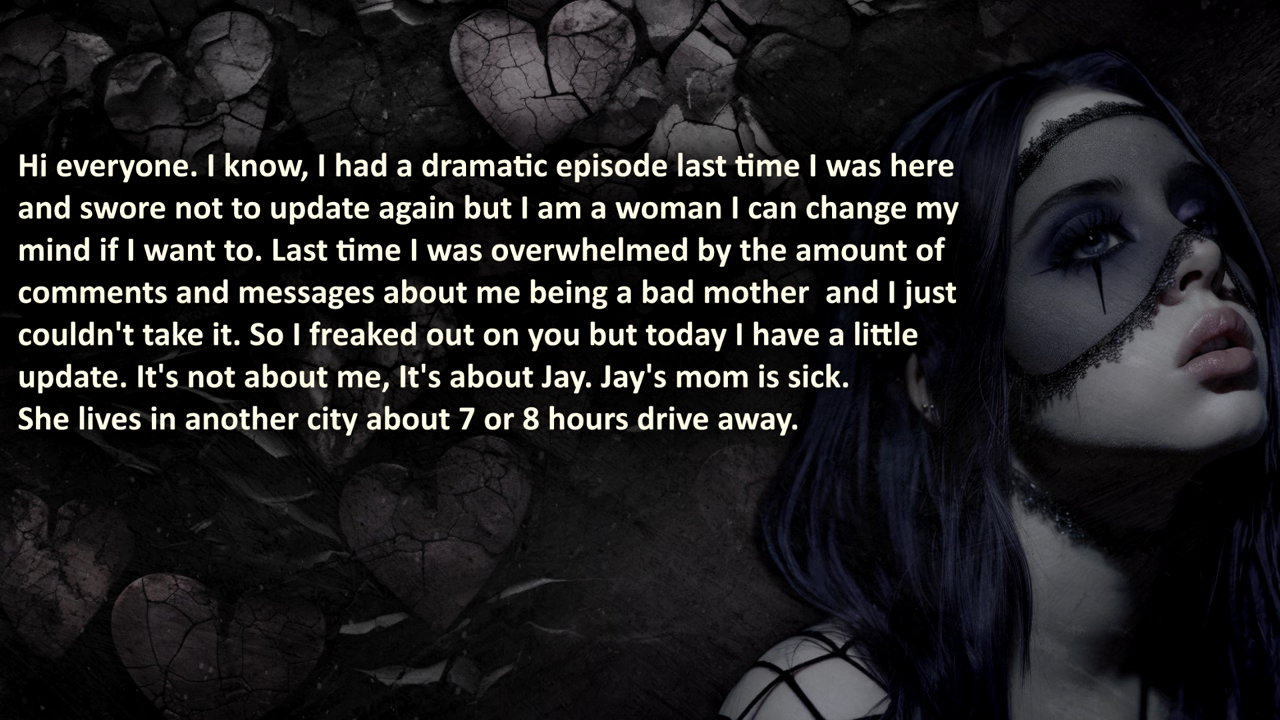 Hi everyone. I know, I had a dramatic episode last time I was here
and swore not to update again but I am a woman I can change my
mind if I want to. Last time I was overwhelmed by the amount of
comments and messages about me being a bad mother  and I just
couldn't take it. So I freaked out on you but today I have a little
update. It's not about me, It's about Jay. Jay's mom is sick.
She lives in another city about 7 or 8 hours drive away.